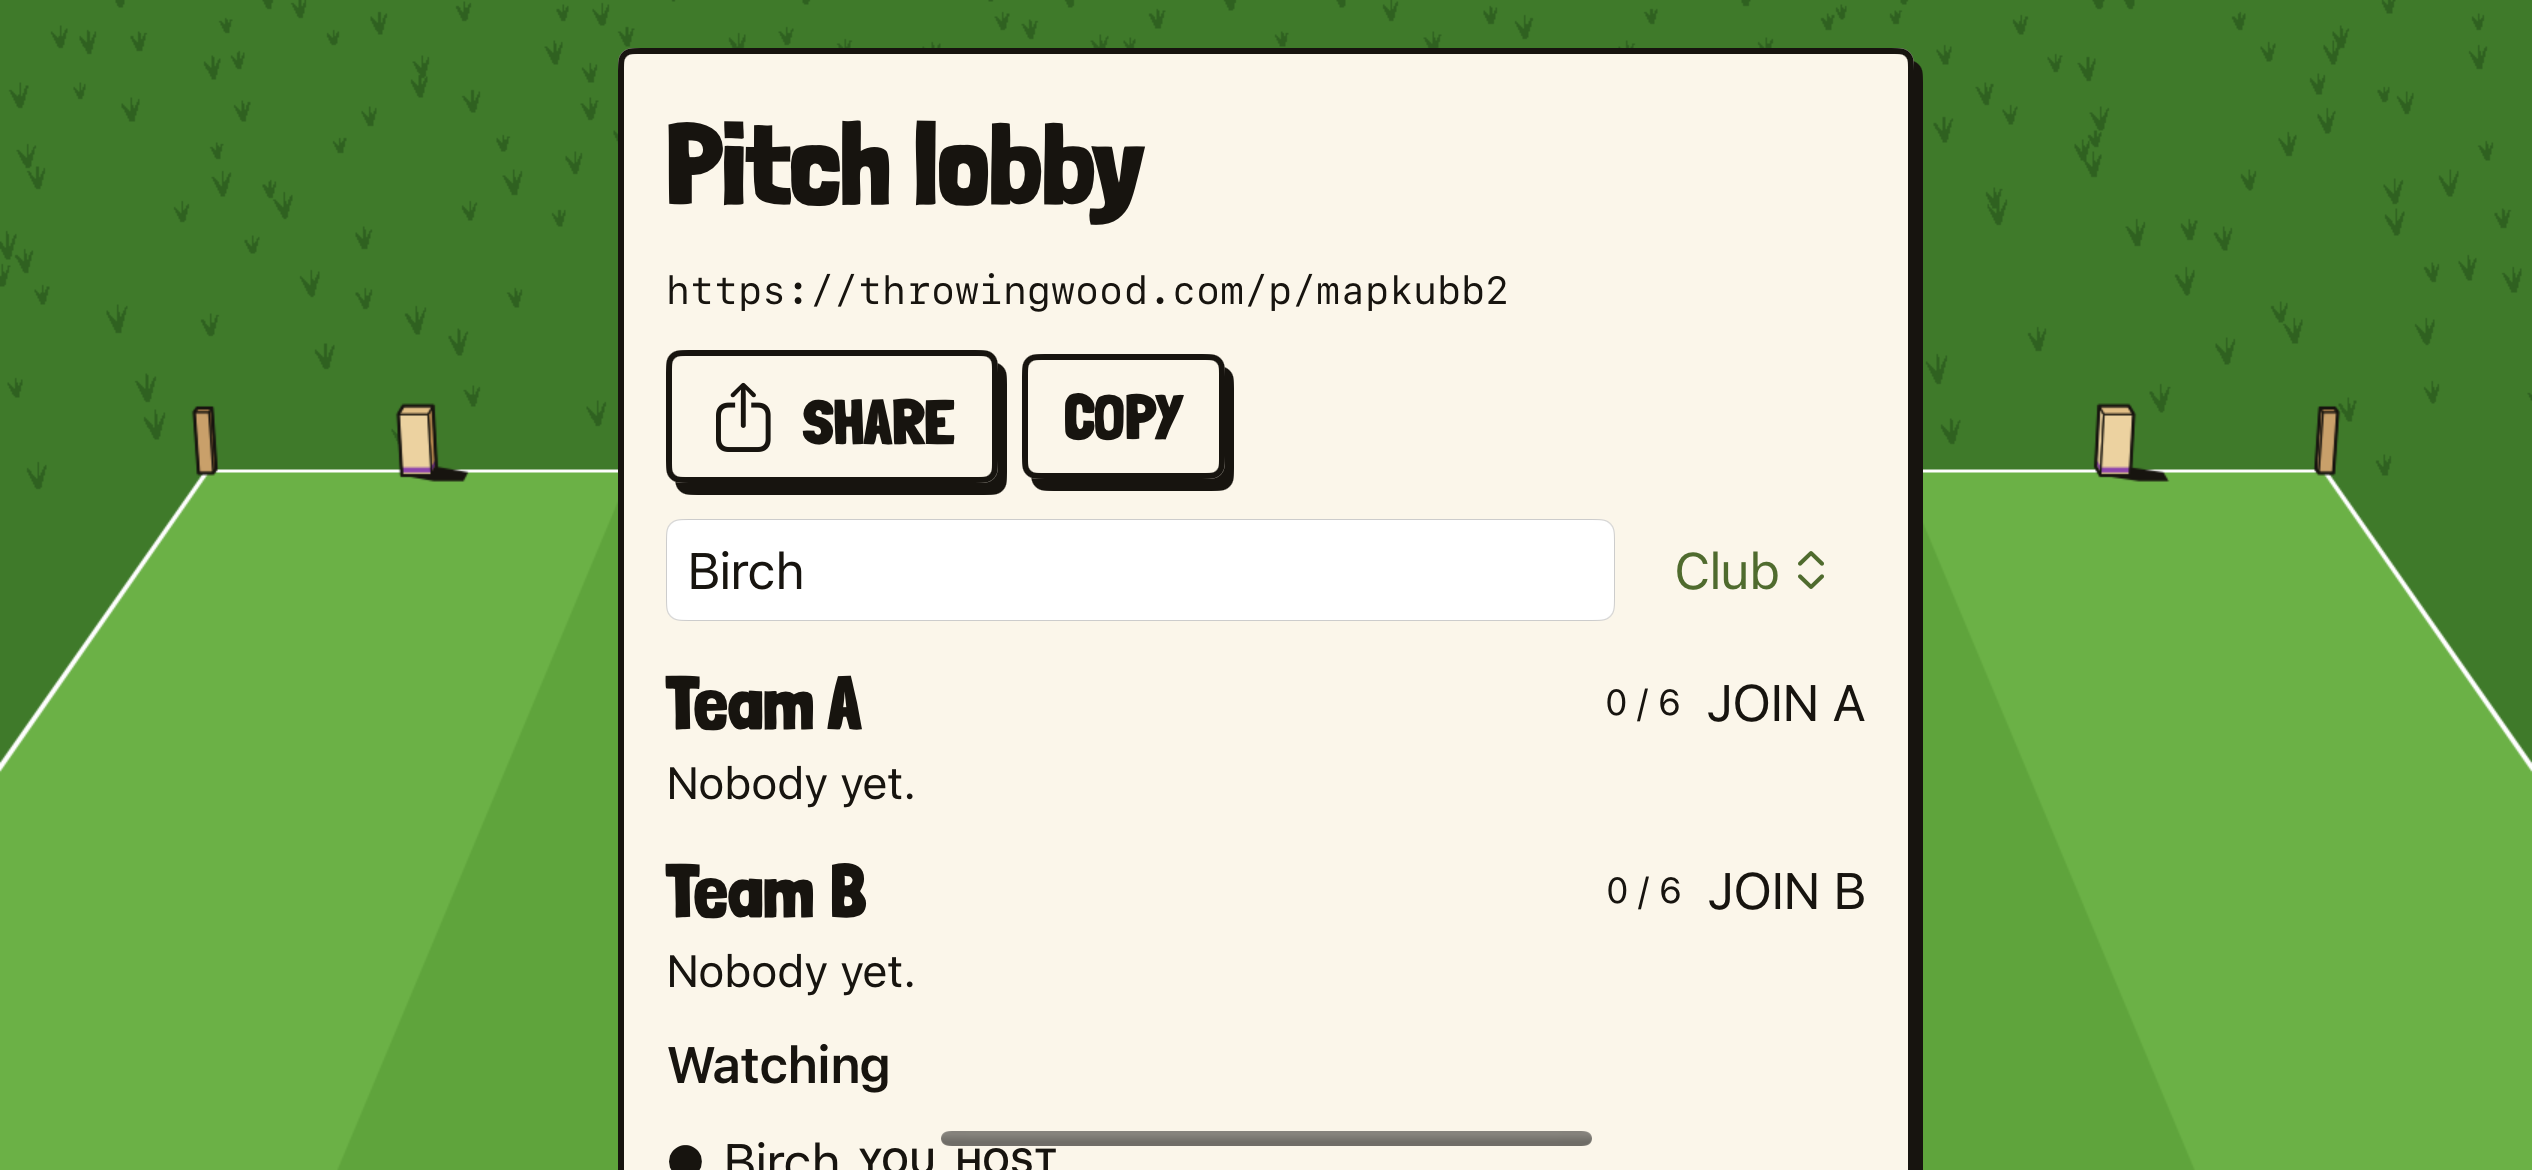 Pitch lobby
https://throwingwood.com/p/mapkubb2
SHARE COPY
Birch Club
Team A 0 / 6 JOIN A
Nobody yet.
Team B 0 / 6 JOIN B
Nobody yet.
Watching
Birch YOU HOST